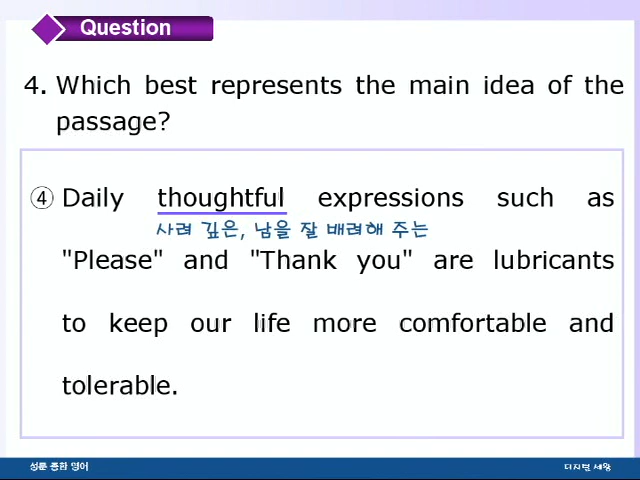 Question
4. Which best represents the main idea of the
passage?
④ Daily thoughtful expressions such as
사려 깊은, 남을 잘 배려해 주는
"Please" and "Thank you" are lubricants
to keep our life more comfortable and
tolerable.
성문 종합 영어 디지털 세왕